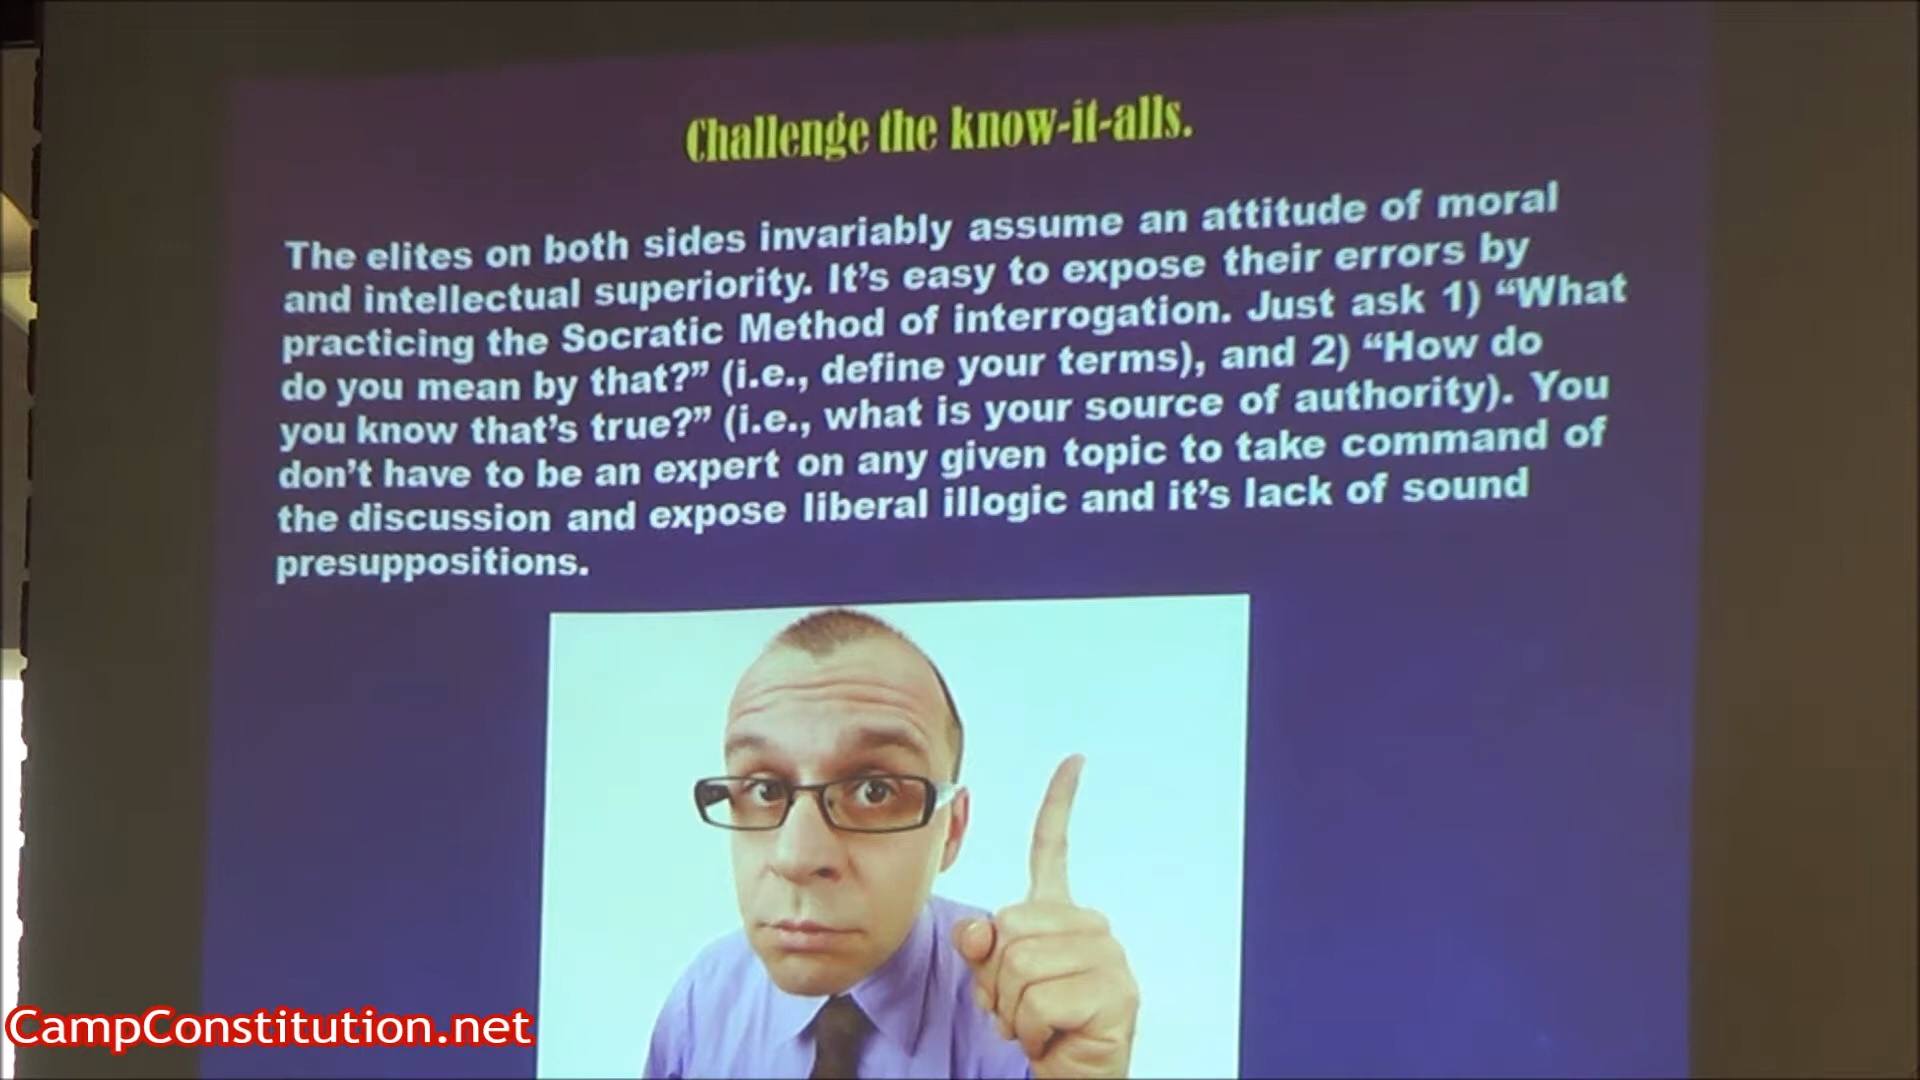 Challenge the know-it-alls.
The elites on both sides invariably assume an attitude of moral
and intellectual superiority. It’s easy to expose their errors by
practicing the Socratic Method of interrogation. Just ask 1) “What
do you mean by that?” (i.e., define your terms), and 2) “How do
you know that’s true?” (i.e., what is your source of authority). You
don’t have to be an expert on any given topic to take command of
the discussion and expose liberal illogic and it’s lack of sound
presuppositions.
CampConstitution.net